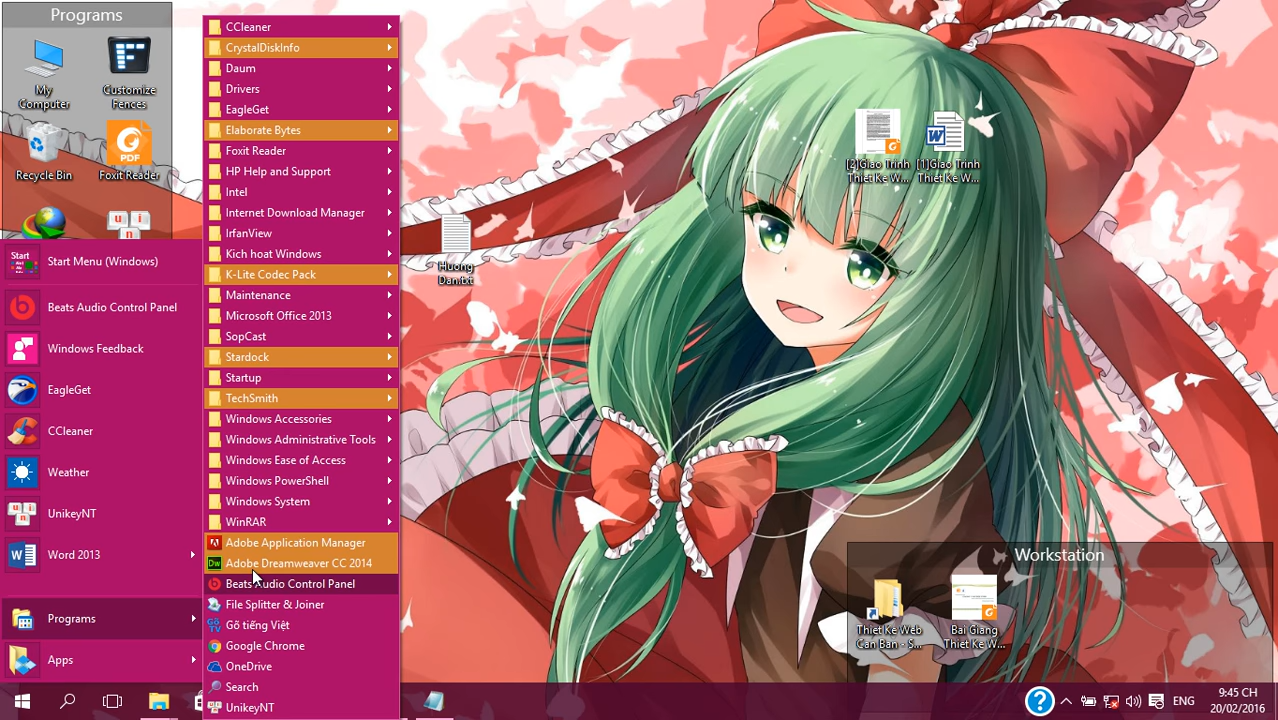 Programs
My
Computer
Customize
Fences
Recycle Bin
PDF
Foxit Reader
u i
n
Start
Start Menu (Windows)
Beats Audio Control Panel
Windows Feedback
EagleGet
CCleaner
Weather
UnikeyNT
Word 2013
Programs
Apps
CCleaner
CrystalDiskInfo
Daum
Drivers
EagleGet
Elaborate Bytes
Foxit Reader
HP Help and Support
Intel
Internet Download Manager
IrfanView
Kich hoat Windows
K-Lite Codec Pack
Maintenance
Microsoft Office 2013
SopCast
Stardock
Startup
TechSmith
Windows Accessories
Windows Administrative Tools
Windows Ease of Access
Windows PowerShell
Windows System
WinRAR
Adobe Application Manager
Dw Adobe Dreamweaver CC 2014
Beats Audio Control Panel
File Splitter & Joiner
Gõ tiếng Việt
Google Chrome
OneDrive
Search
UnikeyNT
Huong
Dan.txt
[2]Giao Trinh
Thiet Ke W...
[1]Giao Trinh
Thiet Ke W...
Workstation
Thiet Ke Web
Can Ban - S...
Bai Giang
Thiet Ke W...
ENG
9:45 CH
20/02/2016